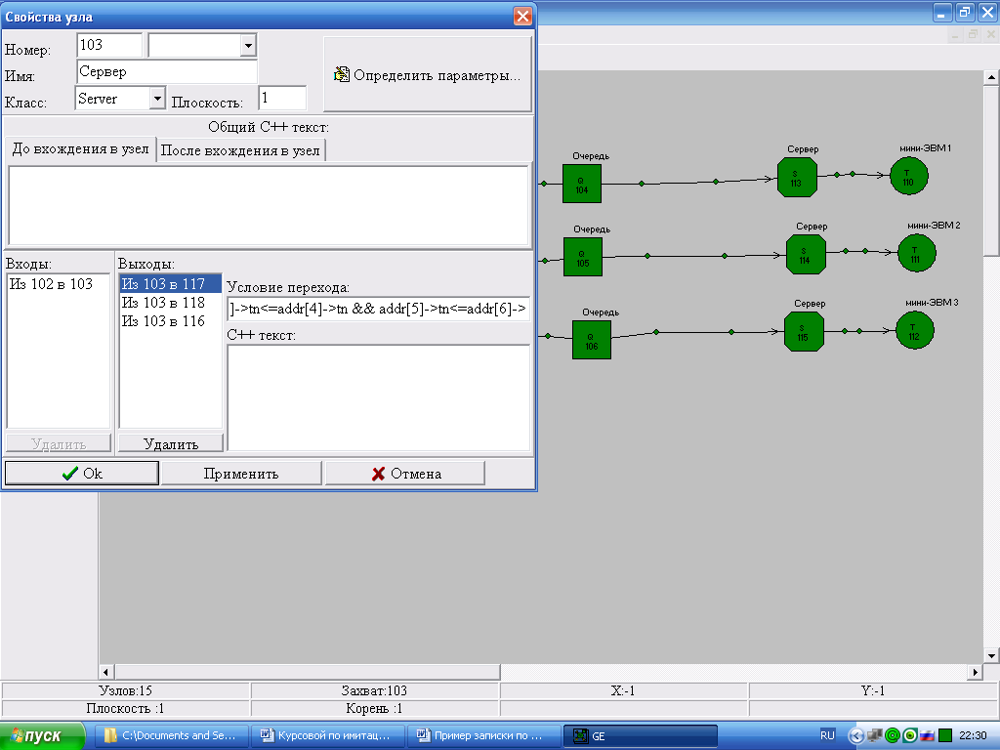 Свойства узла
Номер:
103
Имя:
Сервер
Класс:
Server
Плоскость:
1
Определить параметры...
Общий C++ текст:
До вхождения в узел
После вхождения в узел
Входы:
Из 102 в 103
Удалить
Выходы:
Из 103 в 117
Из 103 в 118
Из 103 в 116
Удалить
Условие перехода:
]->tn<=addr[4]->tn && addr[5]->tn<=addr[6]->
C++ текст:
Ok
Применить
Отмена
Очередь
Q
104
Сервер
S
113
мини-ЭВМ 1
T
110
Очередь
Q
105
Сервер
S
114
мини-ЭВМ 2
T
111
Очередь
Q
106
Сервер
S
115
мини-ЭВМ 3
T
112
Узлов:15
Захват:103
X:-1
Y:-1
Плоскость :1
Корень :1
пуск
C:\Documents and Se...
Курсовой по имитац...
Пример записки по ...
GE
RU
22:30